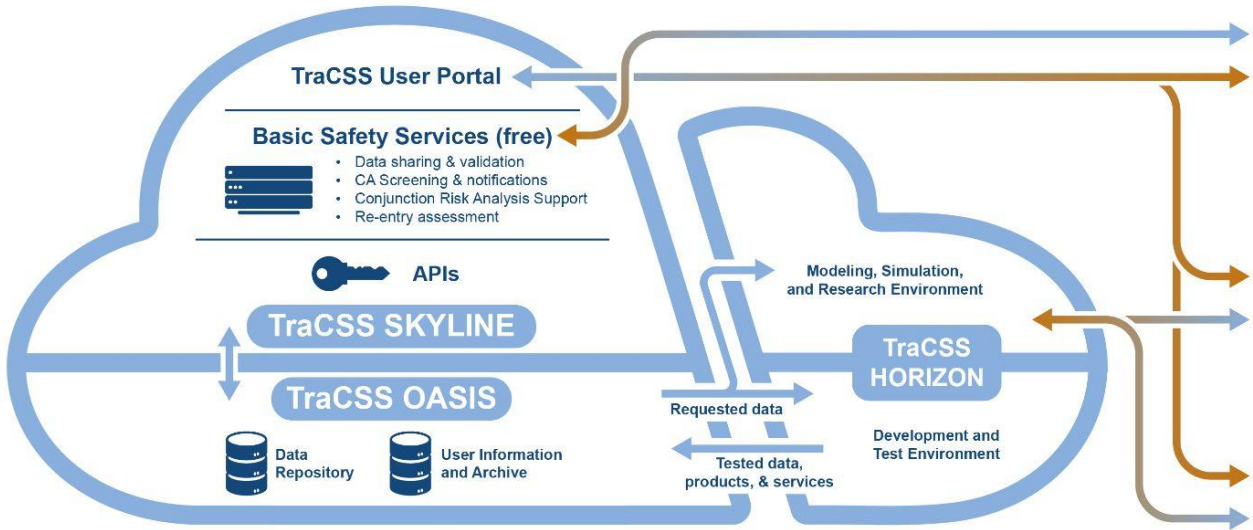 TraCSS User Portal
Basic Safety Services (free)
• Data sharing & validation
• CA Screening & notifications
• Conjunction Risk Analysis Support
• Re-entry assessment
APIs
TraCSS SKYLINE
TraCSS OASIS
Data
Repository
User Information
and Archive
Requested data
Tested data,
products, & services
Modeling, Simulation,
and Research Environment
TraCSS
HORIZON
Development and
Test Environment